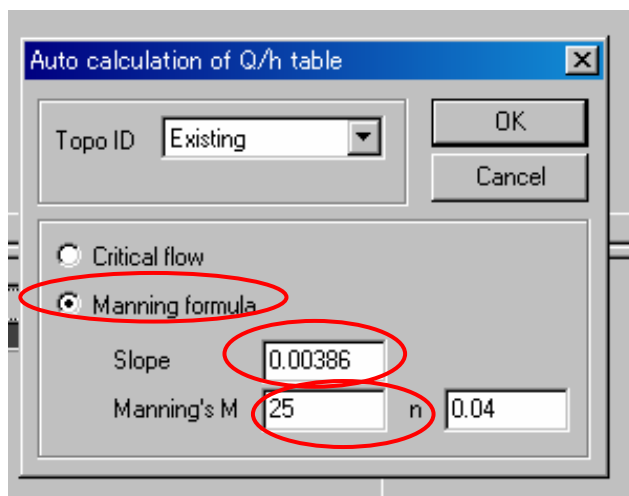 Auto calculation of Q/h table
Topo ID Existing
OK
Cancel
Critical flow
Manning formula
Slope 0.00386
Manning's M 25 n 0.04